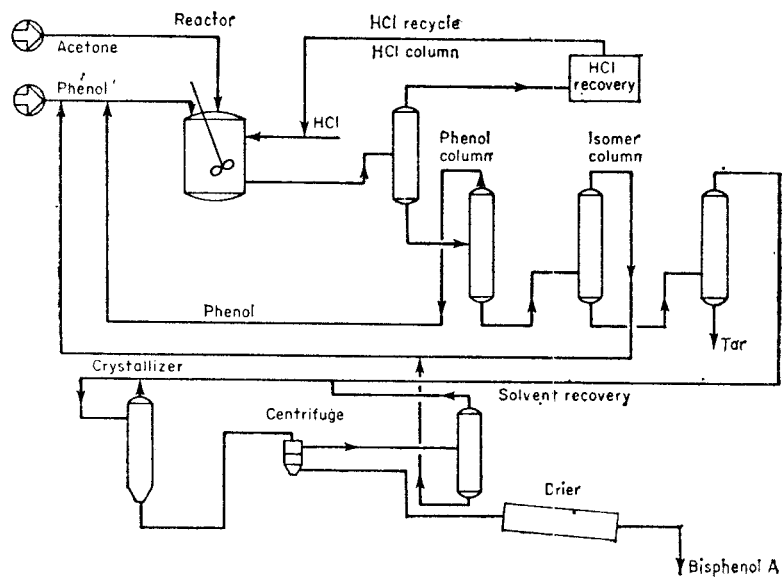 Reactor
Acetone
Phenol
HCl recycle
HCl column
HCl
recovery
HCl
Phenol
column
Isomer
column
Phenol
Tar
Crystallizer
Solvent recovery
Centrifuge
Drier
Bisphenol A